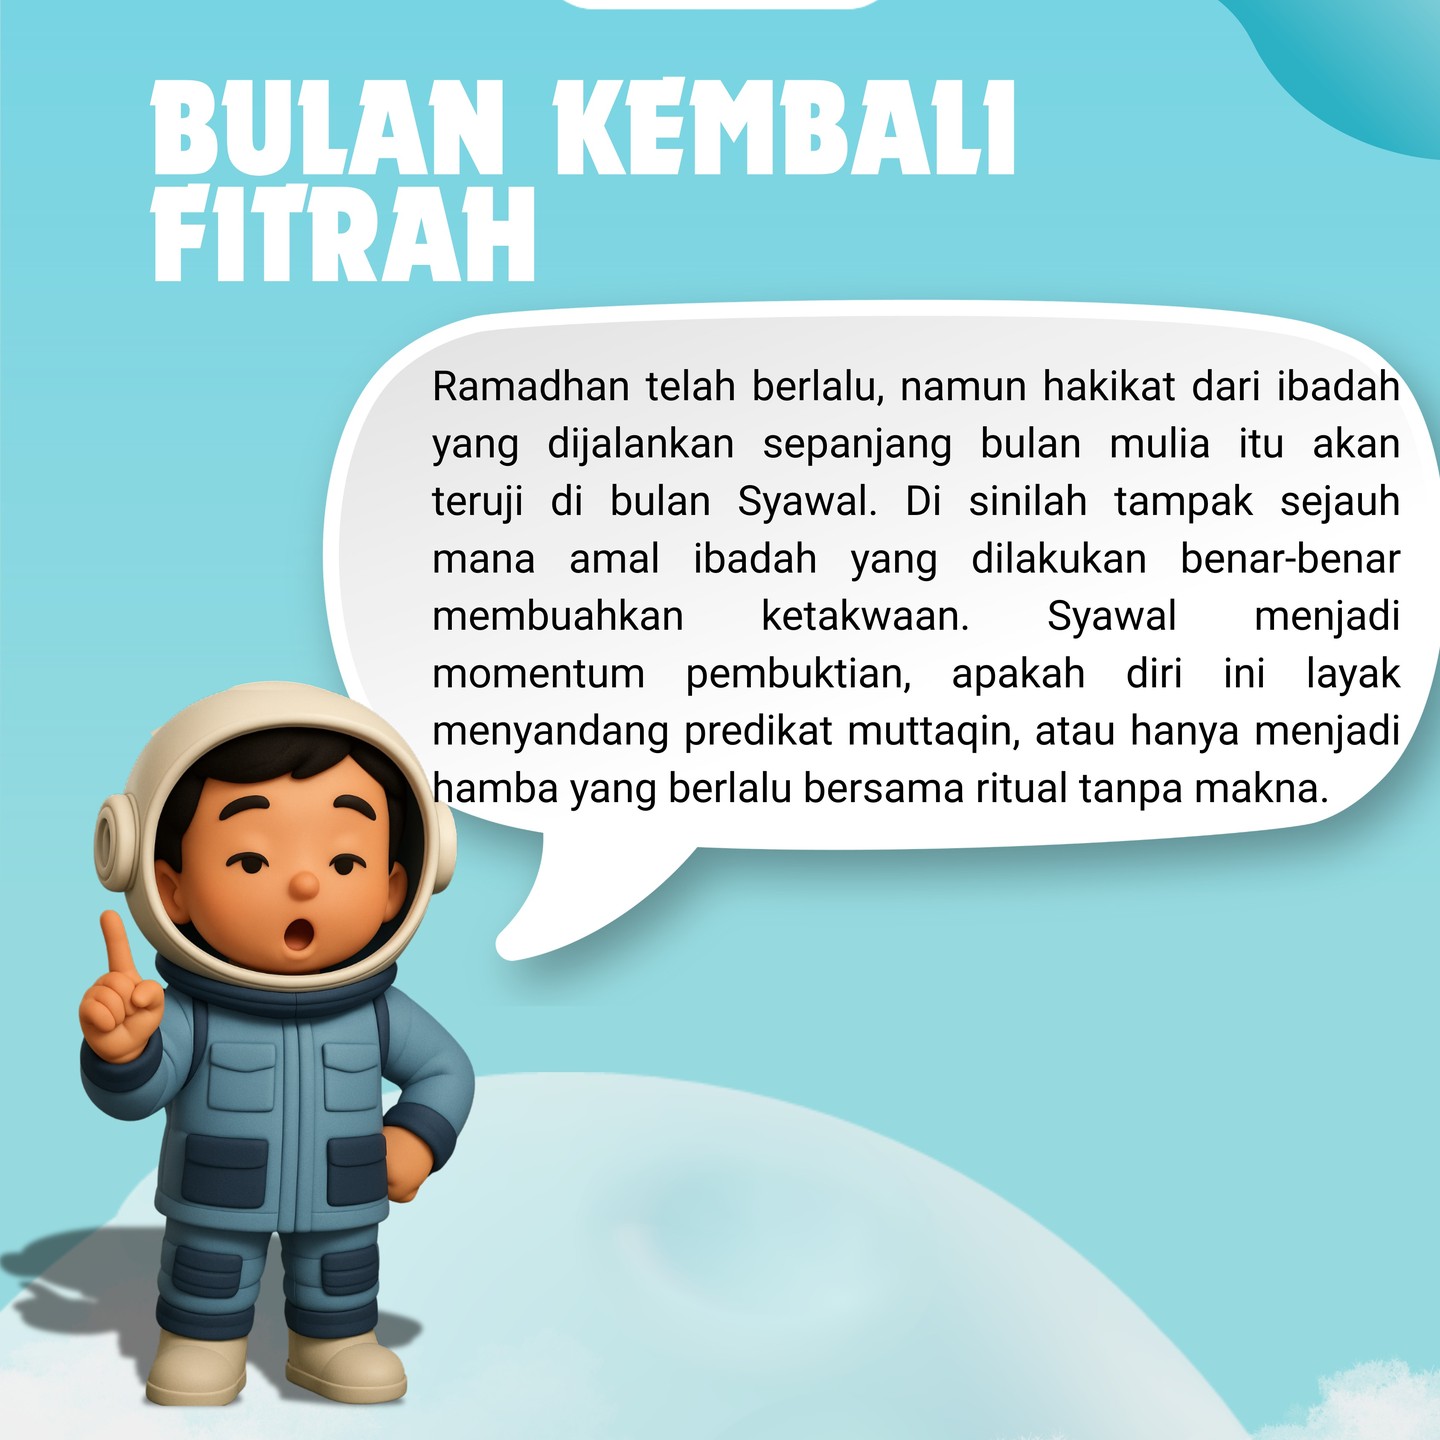 BULAN KEMBALI
FITRAH
Ramadhan telah berlalu, namun hakikat dari ibadah
yang dijalankan sepanjang bulan mulia itu akan
teruji di bulan Syawal. Di sinilah tampak sejauh
mana amal ibadah yang dilakukan benar-benar
membuahkan ketakwaan. Syawal menjadi
momentum pembuktian, apakah diri ini layak
menyandang predikat muttaqin, atau hanya menjadi
hamba yang berlalu bersama ritual tanpa makna.